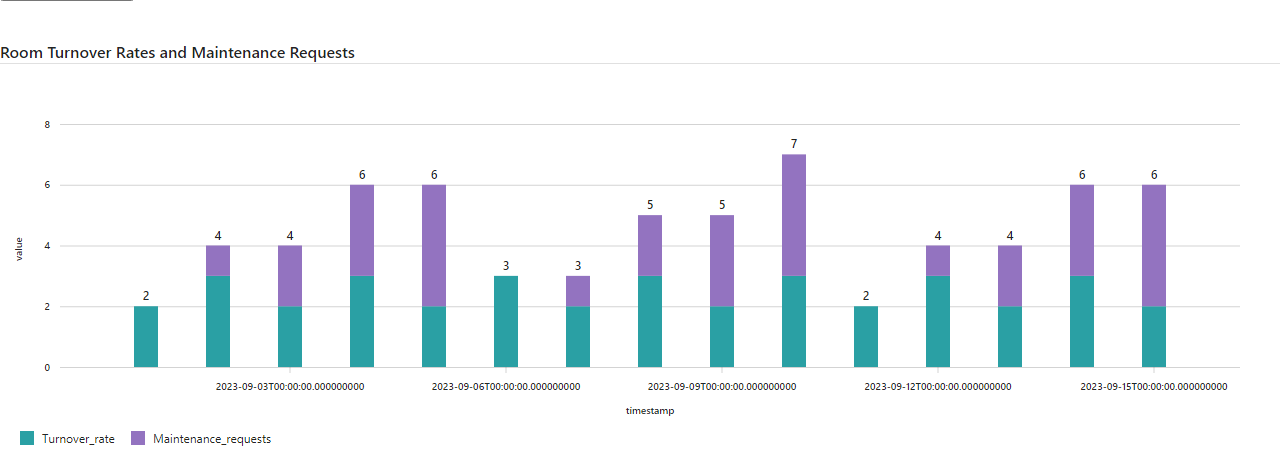 Room Turnover Rates and Maintenance Requests
8
7
6 6 6 6
6
5 5
value
4 4 4 4
4
3 3
2 2
2
0
2023-09-03T00:00:00.000000000 2023-09-06T00:00:00.000000000 2023-09-09T00:00:00.000000000 2023-09-12T00:00:00.000000000 2023-09-15T00:00:00.000000000
timestamp
Turnover_rate Maintenance_requests